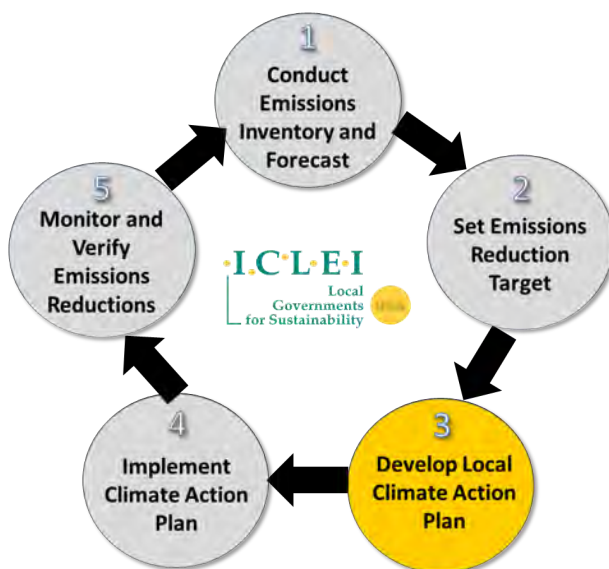 1
Conduct
Emissions
Inventory and
Forecast
2
Set Emissions
Reduction
Target
3
Develop Local
Climate Action
Plan
4
Implement
Climate Action
Plan
5
Monitor and
Verify
Emissions
Reductions
·I·C·L·E·I
Local
Governments
for Sustainability
USA